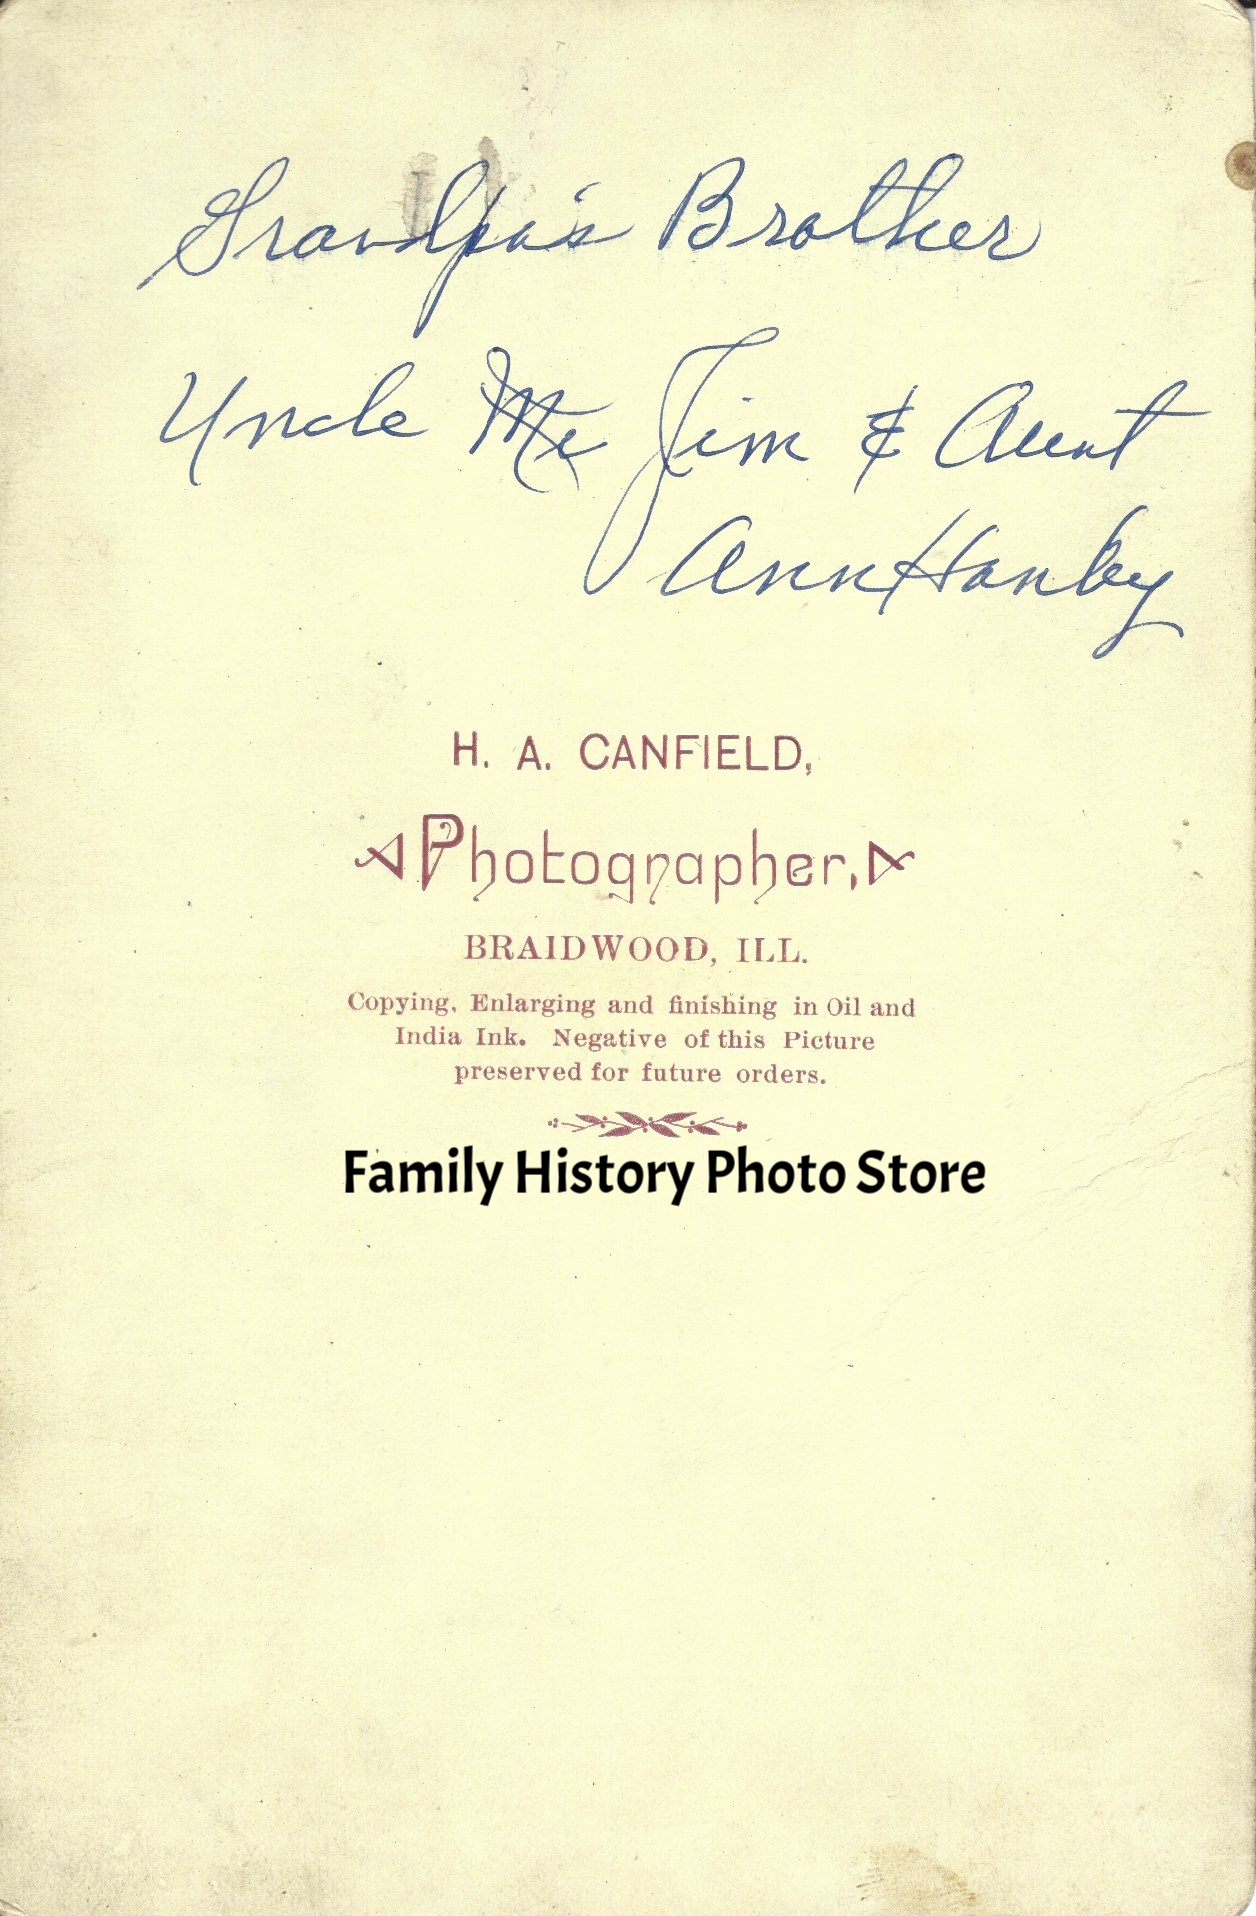 Grandpa's Brother
Uncle Jim & Aunt
Ann Hanby
H. A. CANFIELD,
Photographer,
BRAIDWOOD, ILL.
Copying, Enlarging and finishing in Oil and
India Ink. Negative of this Picture
preserved for future orders.
Family History Photo Store